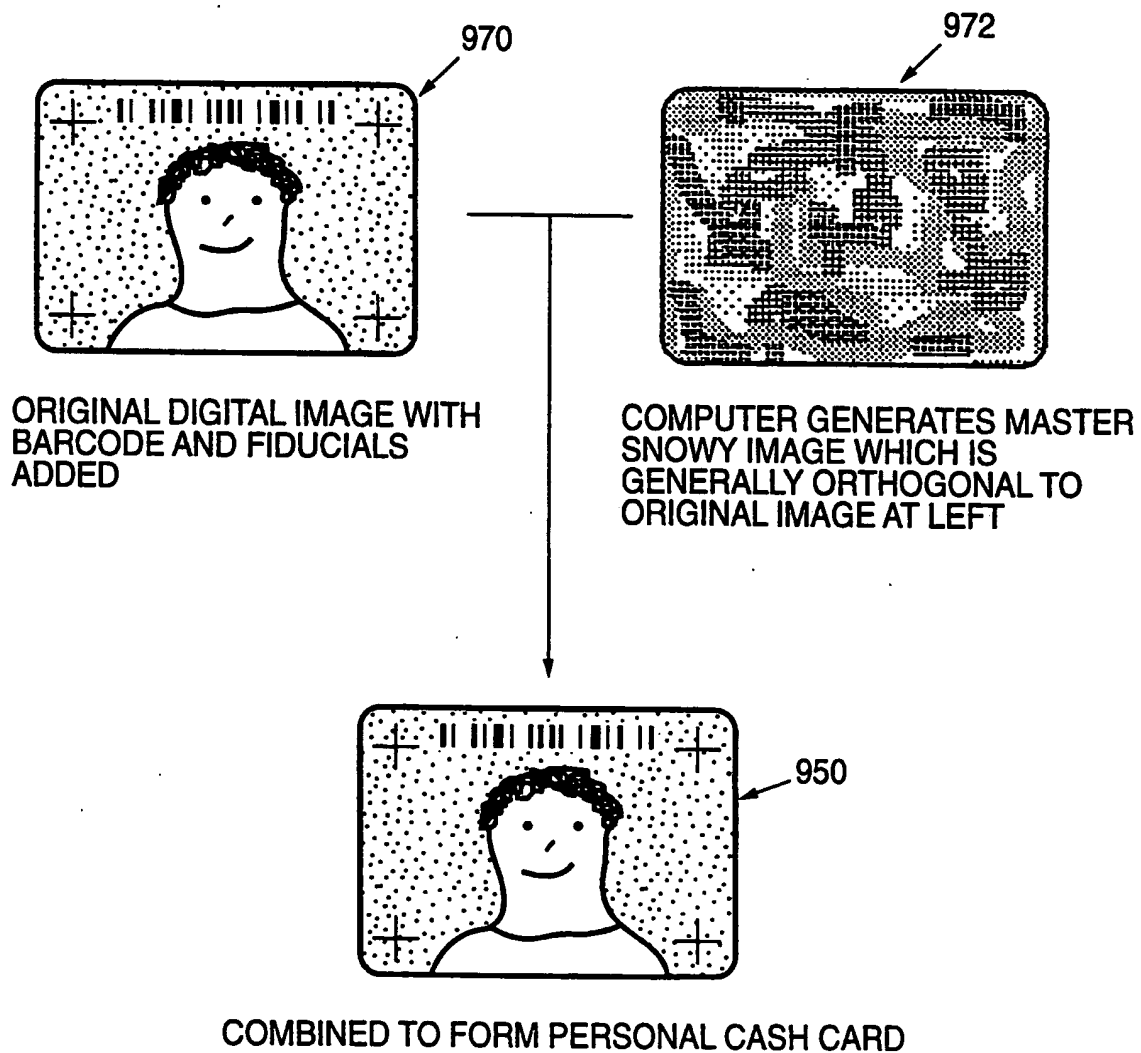 970
972
ORIGINAL DIGITAL IMAGE WITH
BARCODE AND FIDUCIALS
ADDED
COMPUTER GENERATES MASTER
SNOWY IMAGE WHICH IS
GENERALLY ORTHOGONAL TO
ORIGINAL IMAGE AT LEFT
950
COMBINED TO FORM PERSONAL CASH CARD